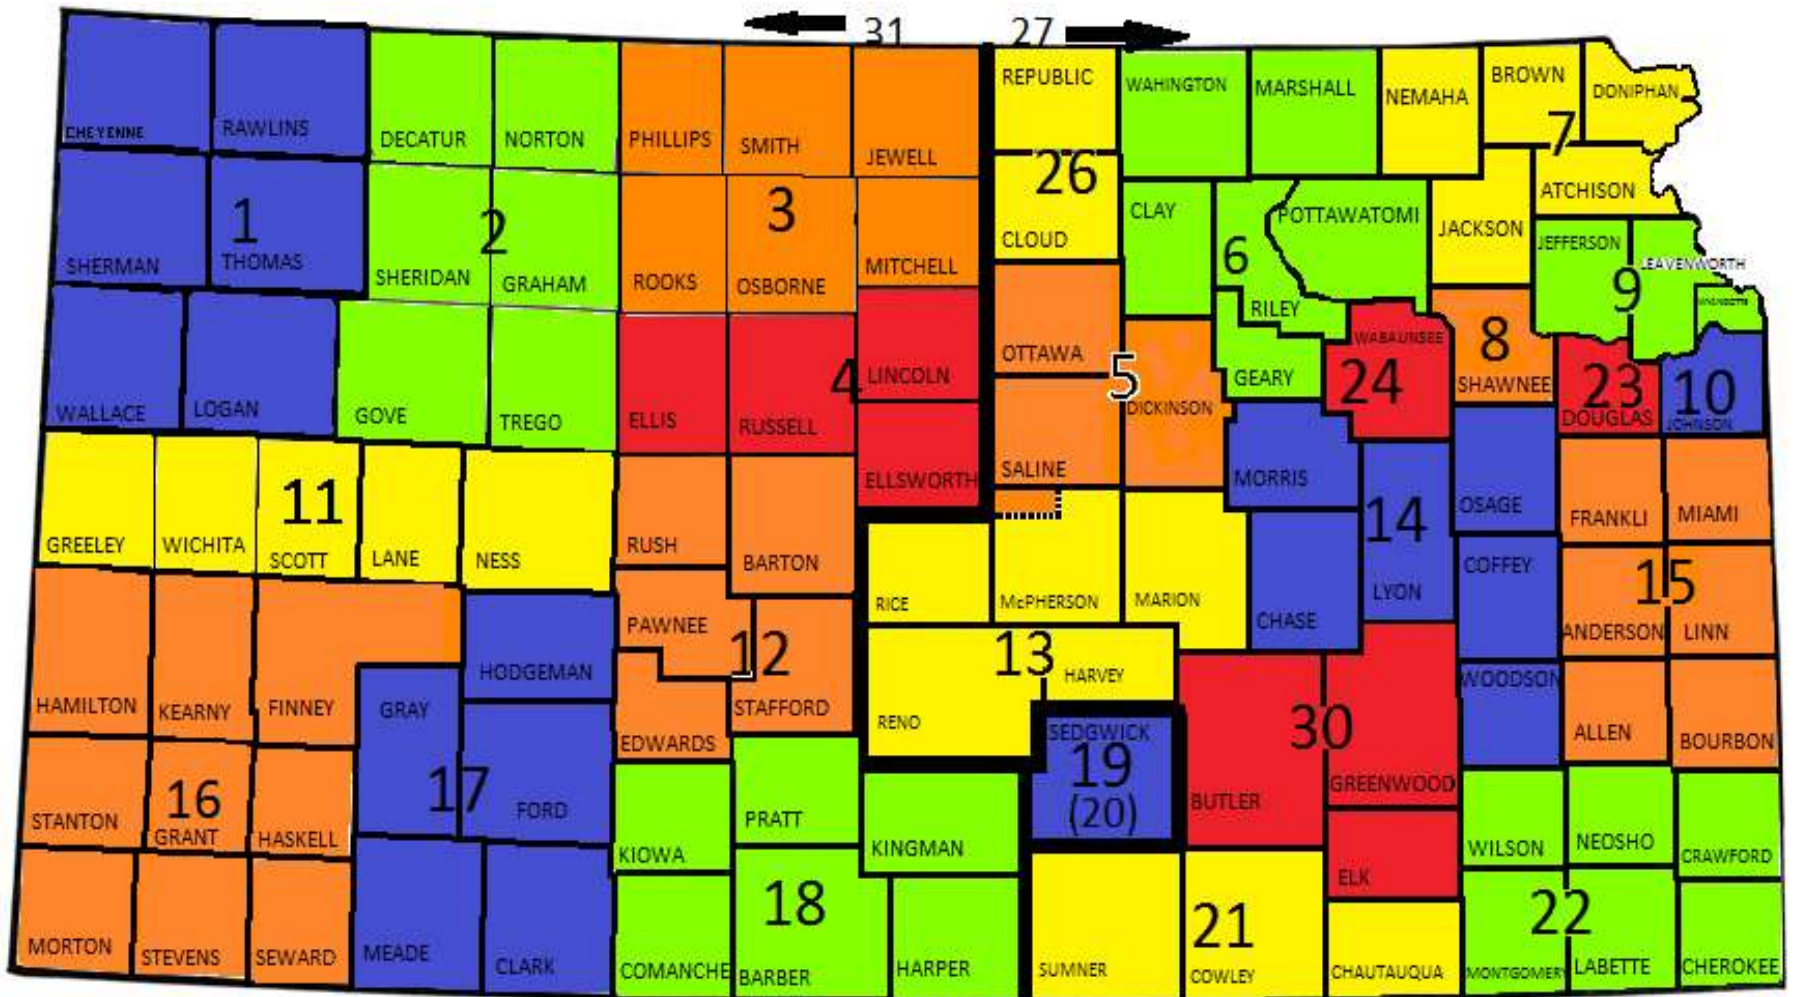 31 27
REPUBLIC
WAHINGTON
MARSHALL
NEMAHA
BROWN
DONIPHAN
CHEYENNE
RAWLINS
DECATUR
NORTON
PHILLIPS
SMITH
JEWELL
7
26
ATCHISON
1
2
3
CLOUD
CLAY
6
POTTAWATOMI
JACKSON
JEFFERSON
SHERMAN
THOMAS
SHERIDAN
GRAHAM
ROOKS
OSBORNE
MITCHELL
LEAVENWORTH
9
RILEY
OTTAWA
5
WABAUNSEE
8
4
LINCOLN
GEARY
24
SHAWNEE
23
10
WALLACE
LOGAN
GOVE
TREGO
ELLIS
RUSSELL
DICKINSON
DOUGLAS
JOHNSON
ELLSWORTH
SALINE
MORRIS
OSAGE
11
14
FRANKLI
MIAMI
GREELEY
WICHITA
SCOTT
LANE
NESS
RUSH
BARTON
RICE
McPHERSON
MARION
CHASE
LYON
COFFEY
15
ANDERSON
LINN
PAWNEE
12
13
HARVEY
HODGEMAN
WOODSON
HAMILTON
KEARNY
FINNEY
GRAY
STAFFORD
RENO
SEDGWICK
30
ALLEN
BOURBON
EDWARDS
19
(20)
GREENWOOD
STANTON
16
GRANT
HASKELL
17
FORD
PRATT
BUTLER
KIOWA
KINGMAN
WILSON
NEOSHO
CRAWFORD
ELK
18
21
22
MORTON
STEVENS
SEWARD
MEADE
CLARK
COMANCHE
BARBER
HARPER
SUMNER
COWLEY
CHAUTAUQUA
MONTGOMERY
LABETTE
CHEROKEE